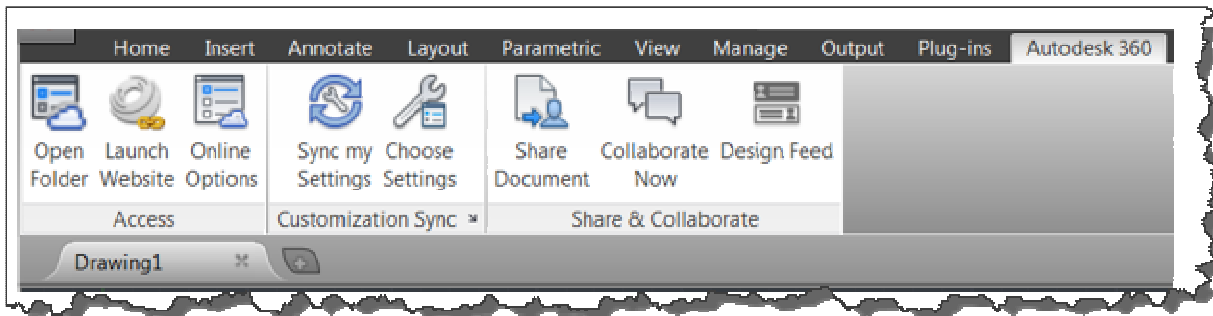 Home Insert Annotate Layout Parametric View Manage Output Plug-ins Autodesk 360
Open Launch Online Sync my Choose Share Collaborate Design Feed
Folder Website Options Settings Settings Document Now
Access Customization Sync Share & Collaborate
Drawing1